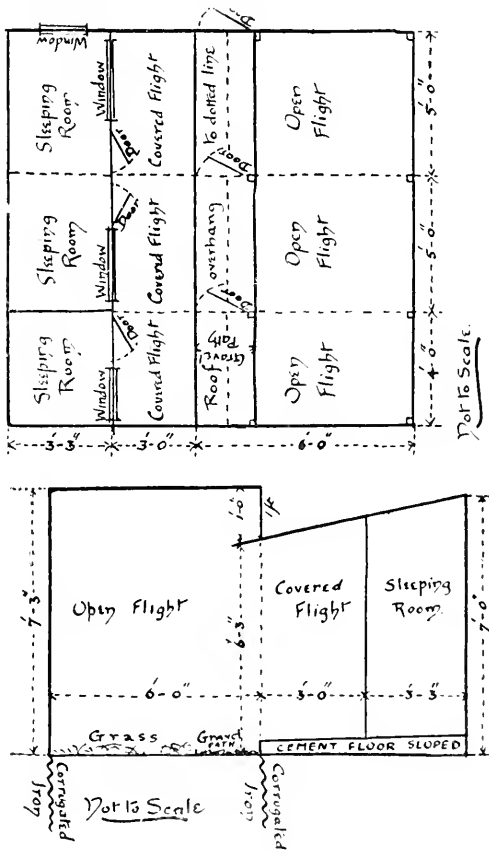 Window
Door
Sleeping
Room
Window
Door
Covered Flight
to dotted line
Door
Open
Flight
5'-0"
Sleeping
Room
Window
Door
Covered Flight
overhang
Door
Open
Flight
5'-0"
Sleeping
Room
Window
Door
Covered Flight
Roof
Gravel
Path
Open
Flight
4'-0"
3'-3"
3'-0"
6'-0"
Not to Scale.
7'-3"
Open Flight
1'-0"
6'-3"
Covered
Flight
Sleeping
Room
7'-0"
6'-0"
3'-0"
3'-3"
Grass
Gravel
PATH
CEMENT FLOOR SLOPED
Corrugated
Iron
Not to Scale
Corrugated
Iron